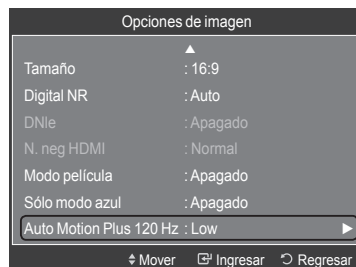 Opciones de imagen
▲
Tamaño : 16:9
Digital NR : Auto
DNIe : Apagado
N. neg HDMI : Normal
Modo película : Apagado
Sólo modo azul : Apagado
Auto Motion Plus 120 Hz : Low ►
Mover Ingresar Regresar